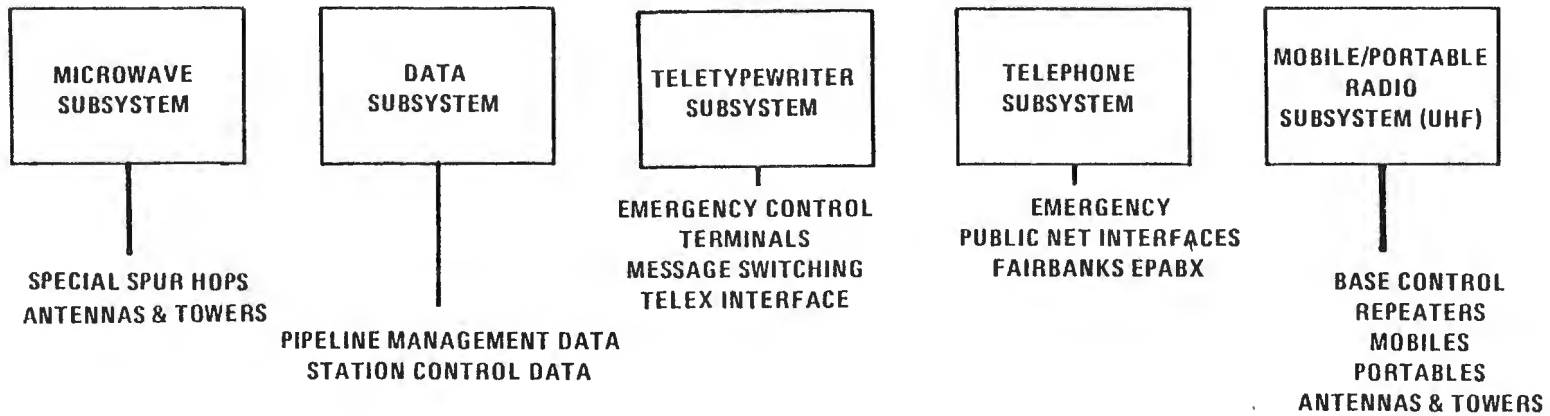 MICROWAVE
SUBSYSTEM
SPECIAL SPUR HOPS
ANTENNAS & TOWERS
DATA
SUBSYSTEM
PIPELINE MANAGEMENT DATA
STATION CONTROL DATA
TELETYPEWRITER
SUBSYSTEM
EMERGENCY CONTROL
TERMINALS
MESSAGE SWITCHING
TELEX INTERFACE
TELEPHONE
SUBSYSTEM
EMERGENCY
PUBLIC NET INTERFACES
FAIRBANKS EPABX
MOBILE/PORTABLE
RADIO
SUBSYSTEM (UHF)
BASE CONTROL
REPEATERS
MOBILES
PORTABLES
ANTENNAS & TOWERS